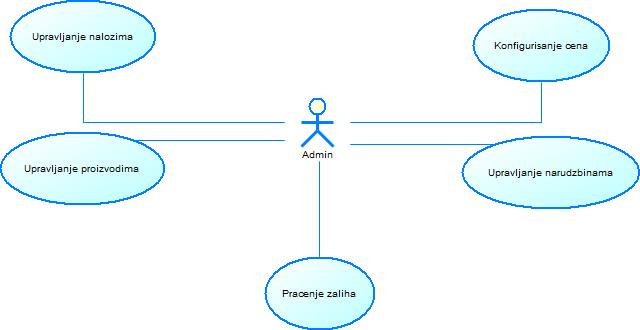 Upravljanje nalozima
Konfigurisanje cena
Admin
Upravljanje proizvodima
Upravljanje narudzbinama
Pracenje zaliha